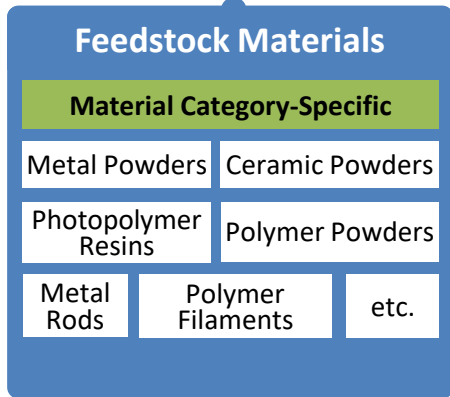 Feedstock Materials
Material Category-Specific
Metal Powders
Ceramic Powders
Photopolymer
Resins
Polymer Powders
Metal
Rods
Polymer
Filaments
etc.